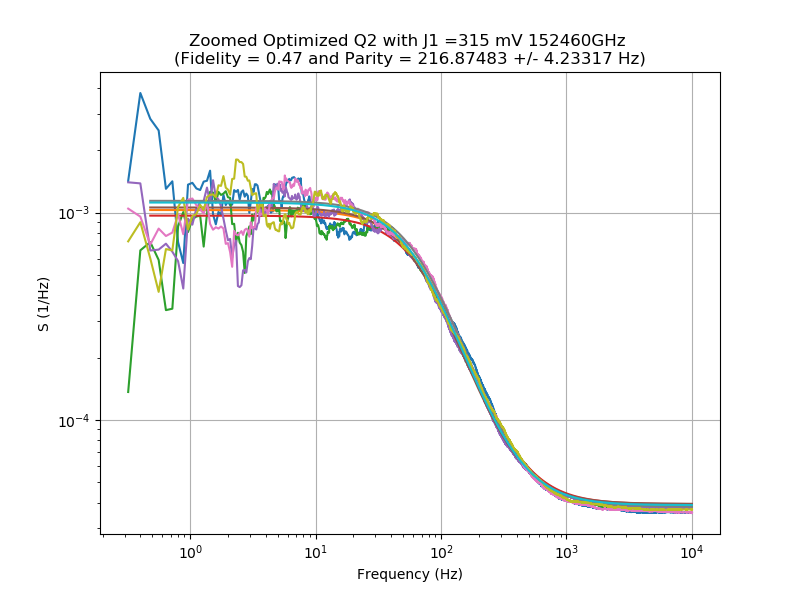 Zoomed Optimized Q2 with J1 =315 mV 152460GHz
(Fidelity = 0.47 and Parity = 216.87483 +/- 4.23317 Hz)
S (1/Hz)
10⁻³
10⁻⁴
10⁰ 10¹ 10² 10³ 10⁴
Frequency (Hz)